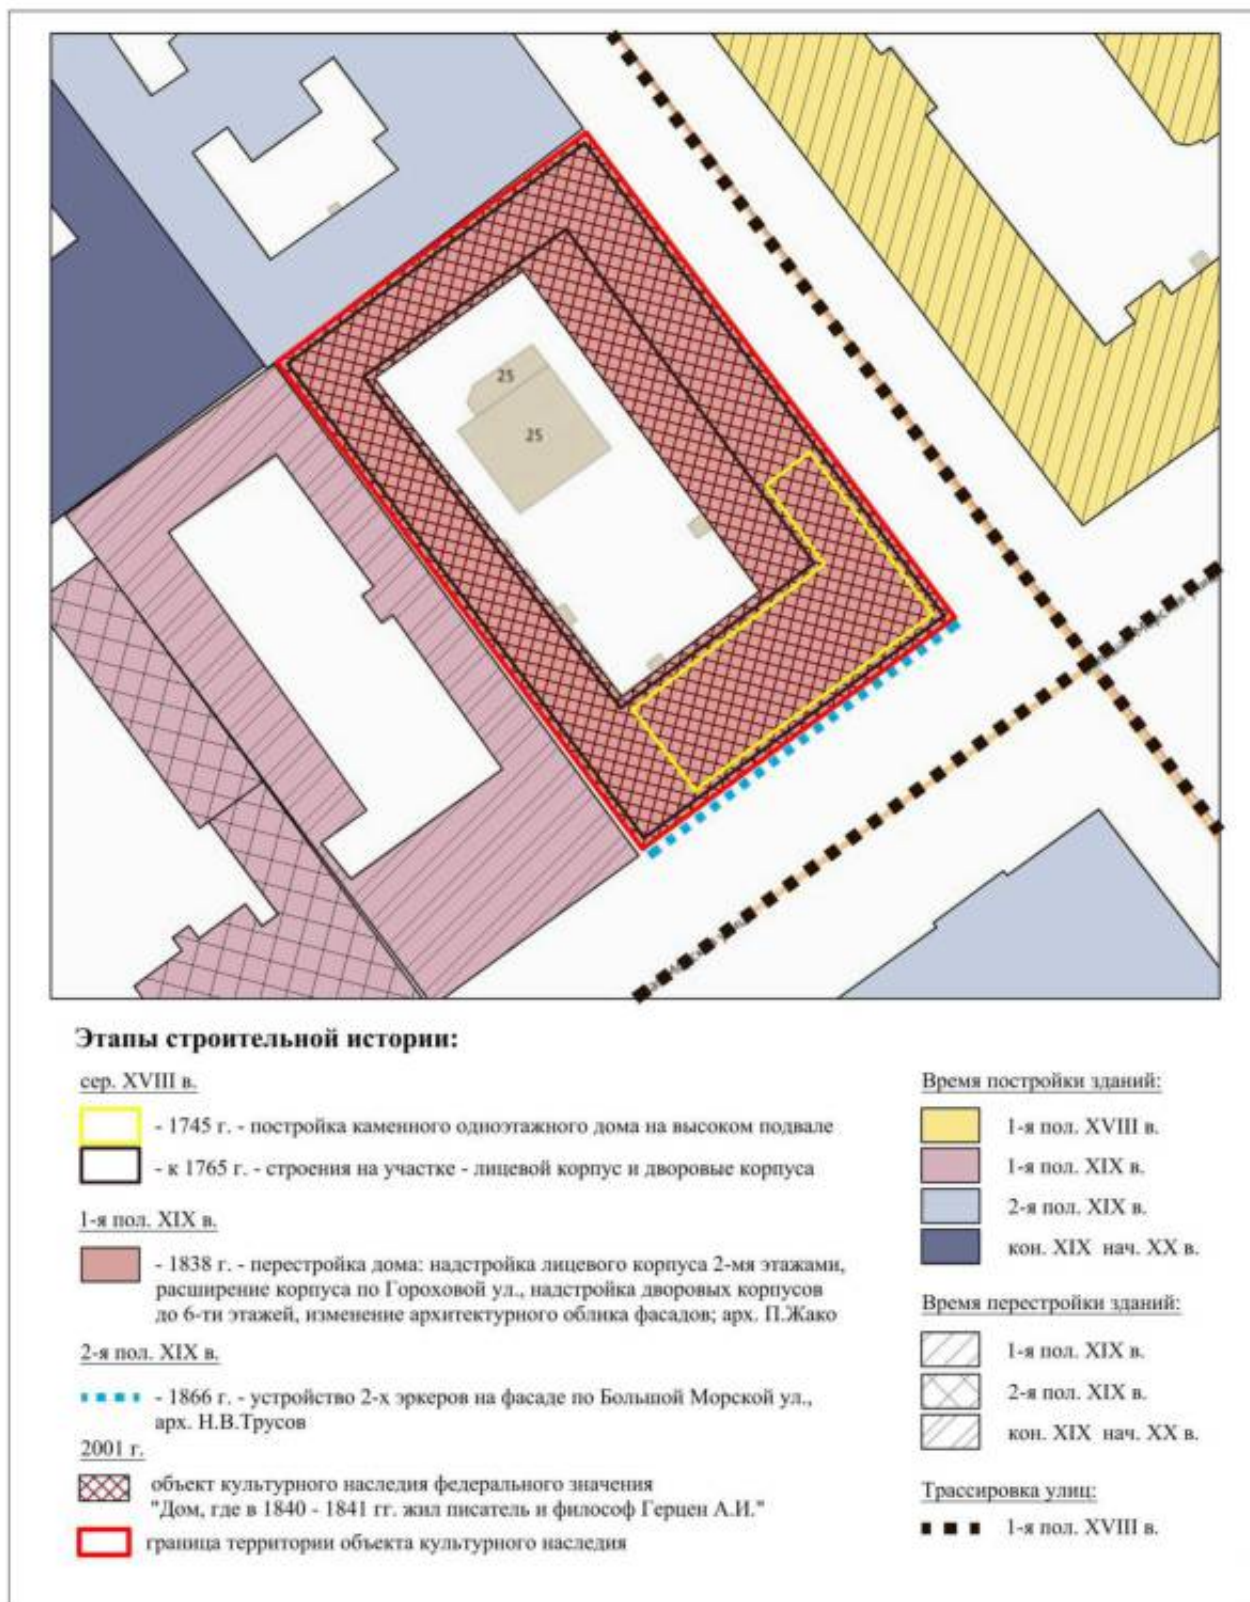 25
25
Этапы строительной истории:
сер. XVIII в.
- 1745 г. - постройка каменного одноэтажного дома на высоком подвале
- к 1765 г. - строения на участке - лицевой корпус и дворовые корпуса
1-я пол. XIX в.
- 1838 г. - перестройка дома: надстройка лицевого корпуса 2-мя этажами,
расширение корпуса по Гороховой ул., надстройка дворовых корпусов
до 6-ти этажей, изменение архитектурного облика фасадов; арх. П.Жако
2-я пол. XIX в.
- 1866 г. - устройство 2-х эркеров на фасаде по Большой Морской ул.,
арх. Н.В.Трусов
2001 г.
объект культурного наследия федерального значения
"Дом, где в 1840 - 1841 гг. жил писатель и философ Герцен А.И."
граница территории объекта культурного наследия
Время постройки зданий:
1-я пол. XVIII в.
1-я пол. XIX в.
2-я пол. XIX в.
кон. XIX нач. XX в.
Время перестройки зданий:
1-я пол. XIX в.
2-я пол. XIX в.
кон. XIX нач. XX в.
Трассировка улиц:
1-я пол. XVIII в.